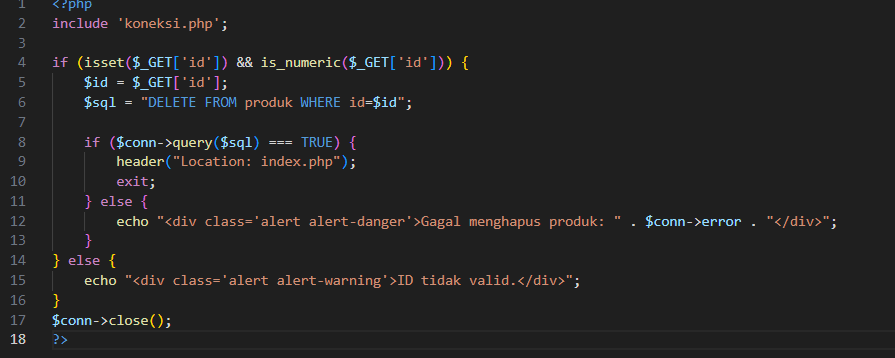 1 <?php
2 include 'koneksi.php';
3
4 if (isset($_GET['id']) && is_numeric($_GET['id'])) {
5     $id = $_GET['id'];
6     $sql = "DELETE FROM produk WHERE id=$id";
7
8     if ($conn->query($sql) === TRUE) {
9         header("Location: index.php");
10         exit;
11     } else {
12         echo "<div class='alert alert-danger'>Gagal menghapus produk: " . $conn->error . "</div>";
13     }
14 } else {
15     echo "<div class='alert alert-warning'>ID tidak valid.</div>";
16 }
17 $conn->close();
18 ?>